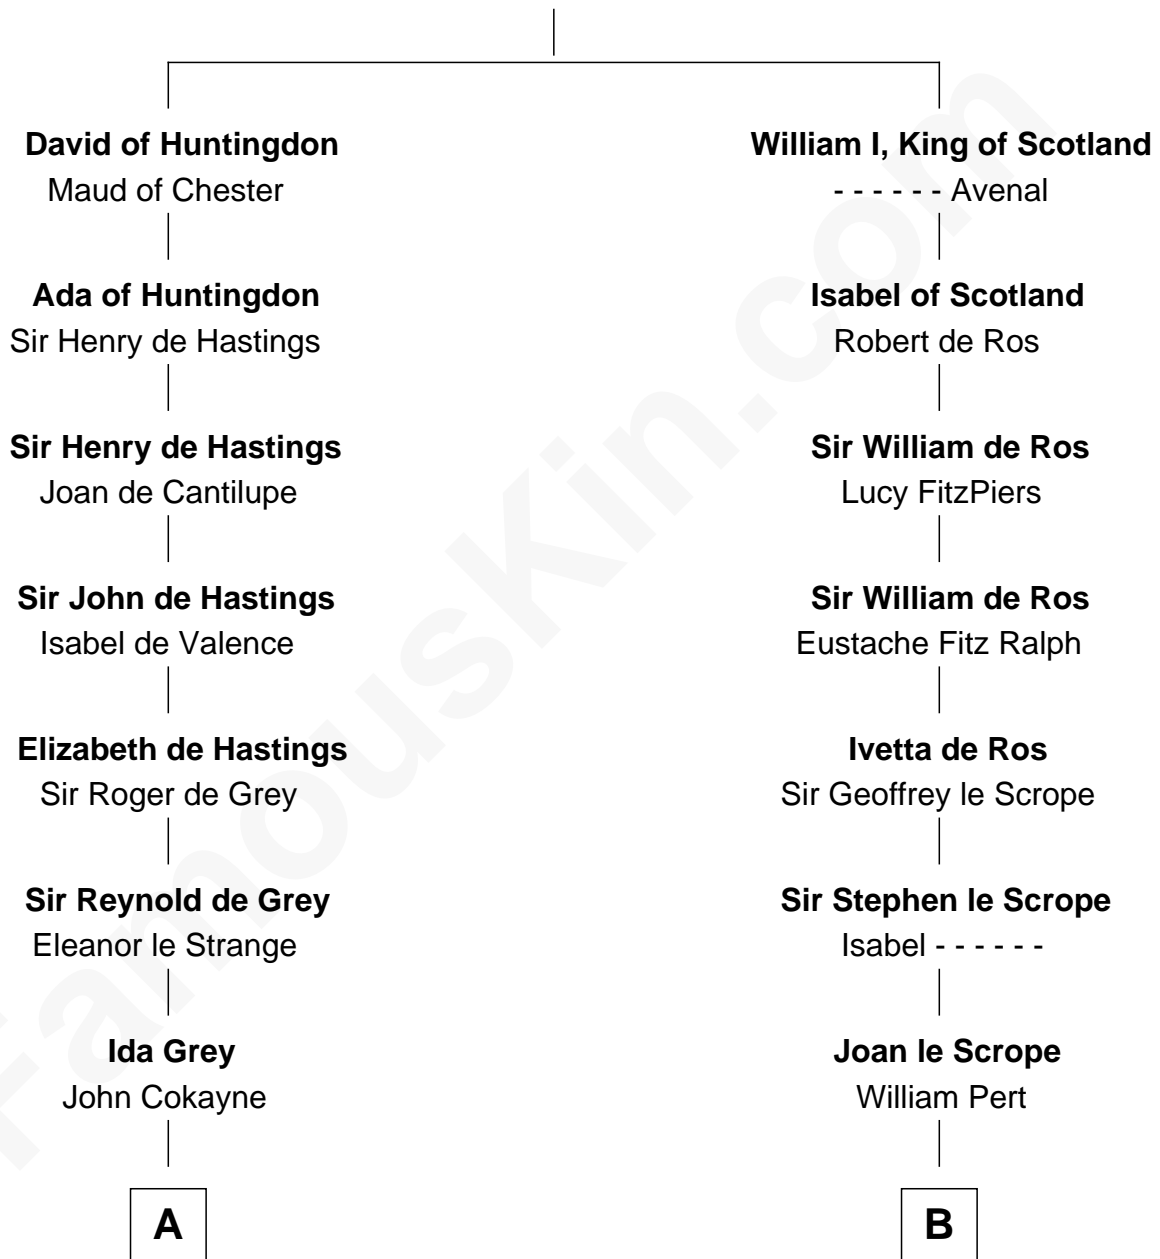 David of Huntingdon
Maud of Chester
Ada of Huntingdon
Sir Henry de Hastings
Sir Henry de Hastings
Joan de Cantilupe
Sir John de Hastings
Isabel de Valence
Elizabeth de Hastings
Sir Roger de Grey
Sir Reynold de Grey
Eleanor le Strange
Ida Grey
John Cokayne
A
William I, King of Scotland
- - - - - - Avenal
Isabel of Scotland
Robert de Ros
Sir William de Ros
Lucy FitzPiers
Sir William de Ros
Eustache Fitz Ralph
Ivetta de Ros
Sir Geoffrey le Scrope
Sir Stephen le Scrope
Isabel - - - - - -
Joan le Scrope
William Pert
B
FamousKin.com